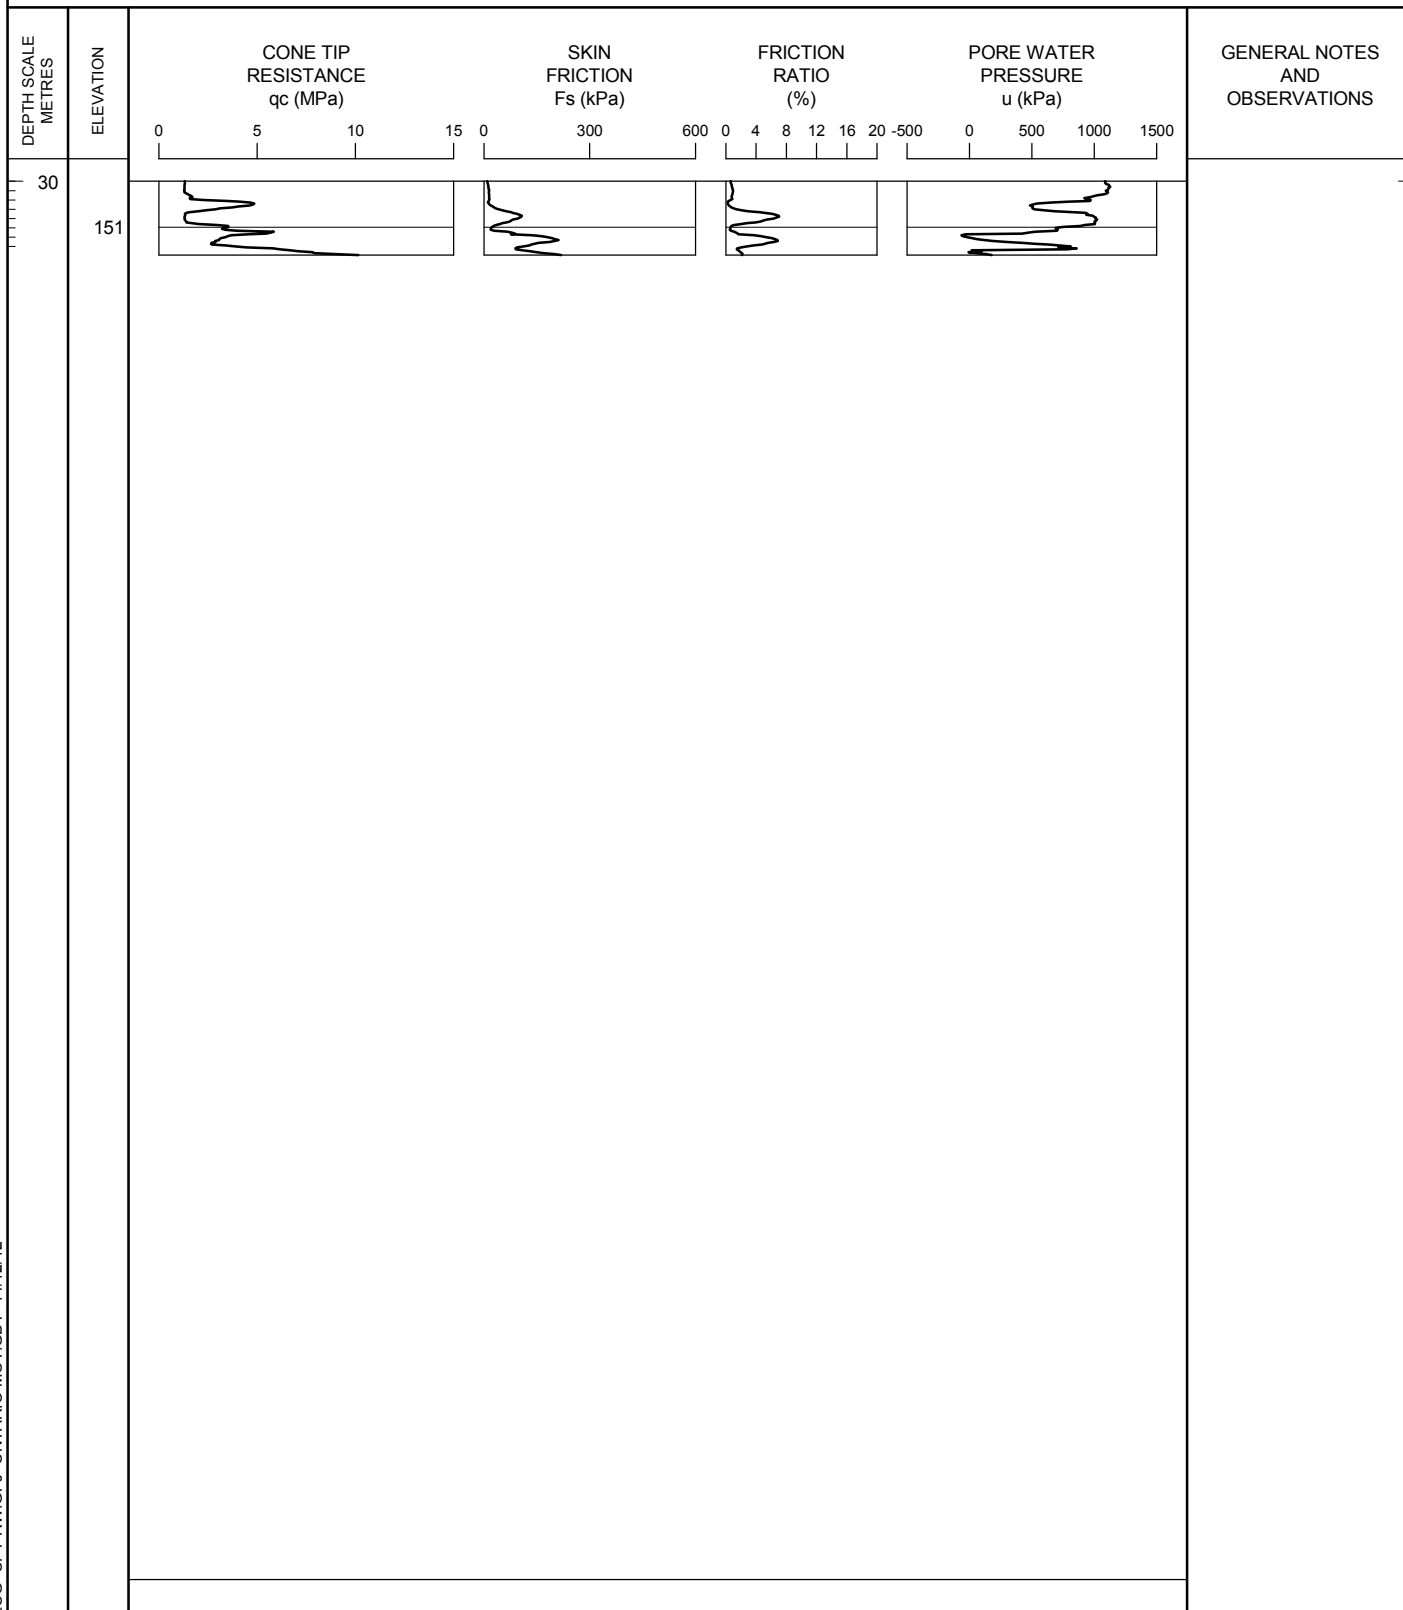 DEPTH SCALE
METRES
ELEVATION
CONE TIP
RESISTANCE
qc (MPa)
SKIN
FRICTION
Fs (kPa)
FRICTION
RATIO
(%)
PORE WATER
PRESSURE
u (kPa)
GENERAL NOTES
AND
OBSERVATIONS
0 5 10 15 0 300 600 0 4 8 12 16 20 -500 0 500 1000 1500
30
151